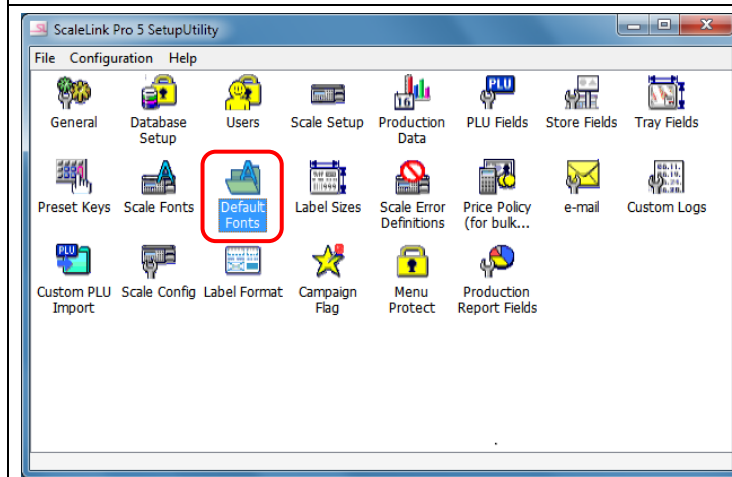 ScaleLink Pro 5 SetupUtility
File Configuration Help
General Database Setup Users Scale Setup Production Data PLU Fields Store Fields Tray Fields
Preset Keys Scale Fonts Default Fonts Label Sizes Scale Error Definitions Price Policy (for bulk... e-mail Custom Logs
Custom PLU Import Scale Config Label Format Campaign Flag Menu Protect Production Report Fields